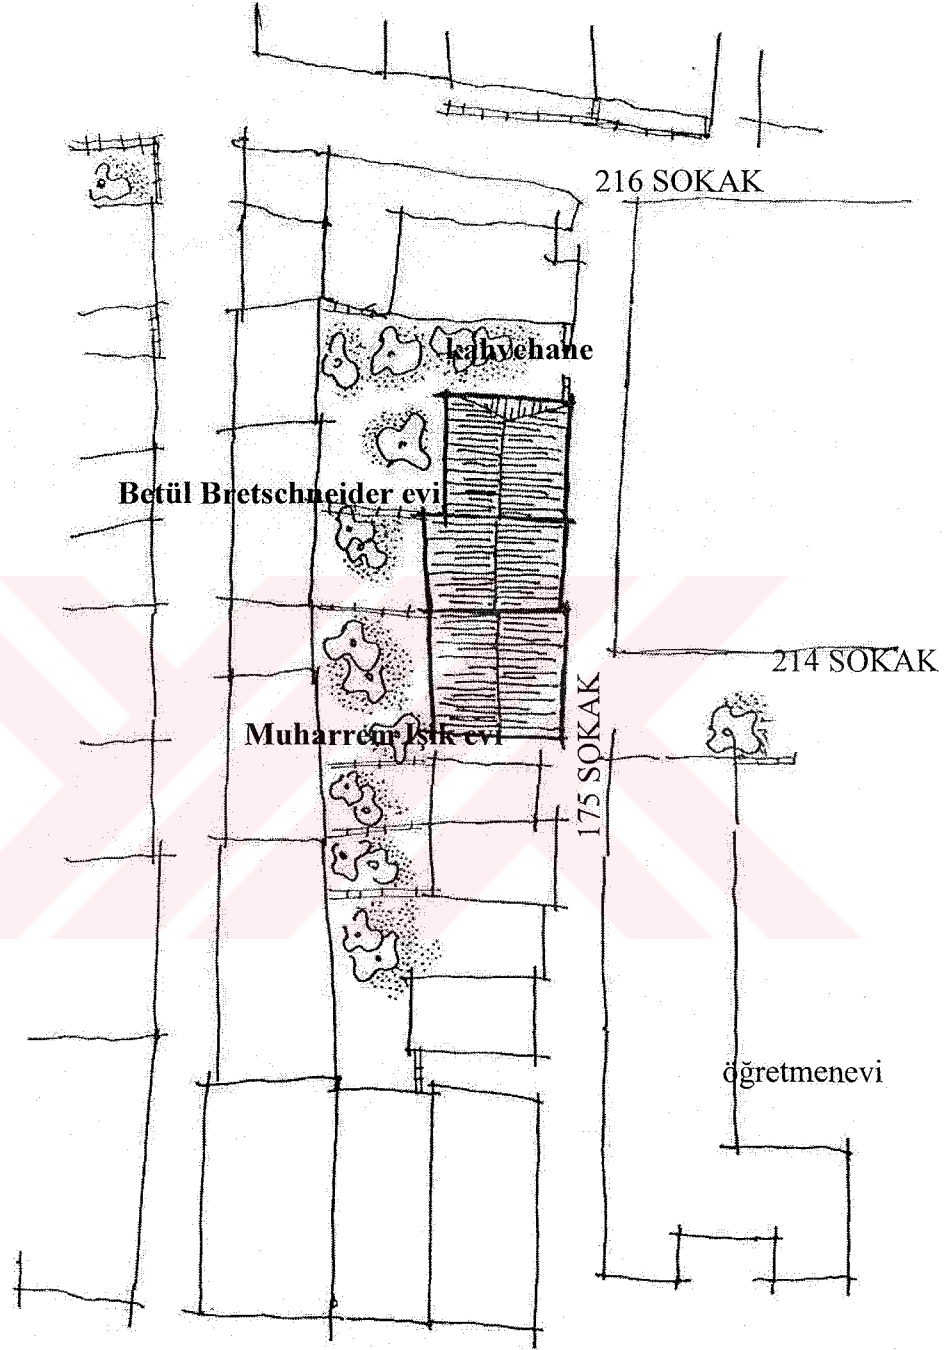 216 SOKAK
kahvehane
Betül Bretschneider evi
214 SOKAK
Muharrem Işık evi
175 SOKAK
öğretmenevi